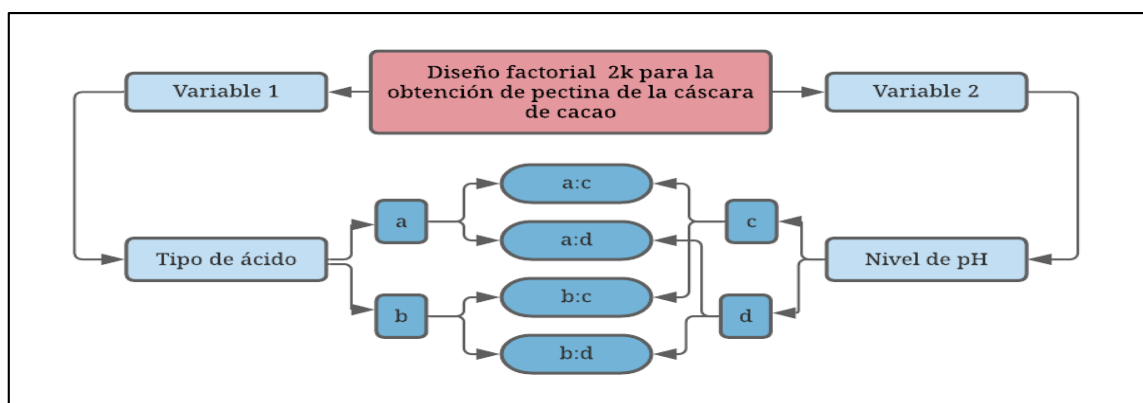 Diseño factorial 2k para la
obtención de pectina de la cáscara
de cacao
Variable 1
Variable 2
a:c
a
c
a:d
Tipo de ácido
Nivel de pH
b:c
b
d
b:d